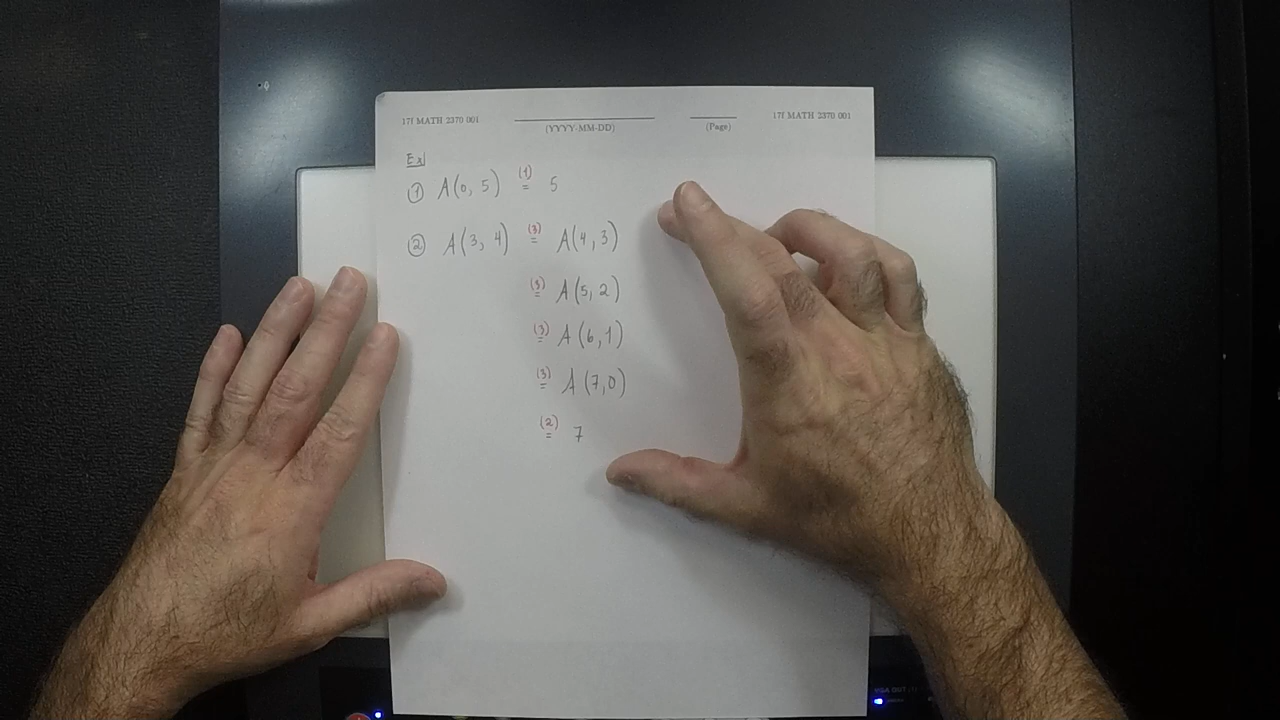 17f MATH 2370 001 (YYYY-MM-DD) (Page) 17f MATH 2370 001
Ex
① A(0, 5) (1)= 5
② A(3, 4) (3)= A(4, 3)
(3)= A(5, 2)
(3)= A(6, 1)
(3)= A(7, 0)
(2)= 7